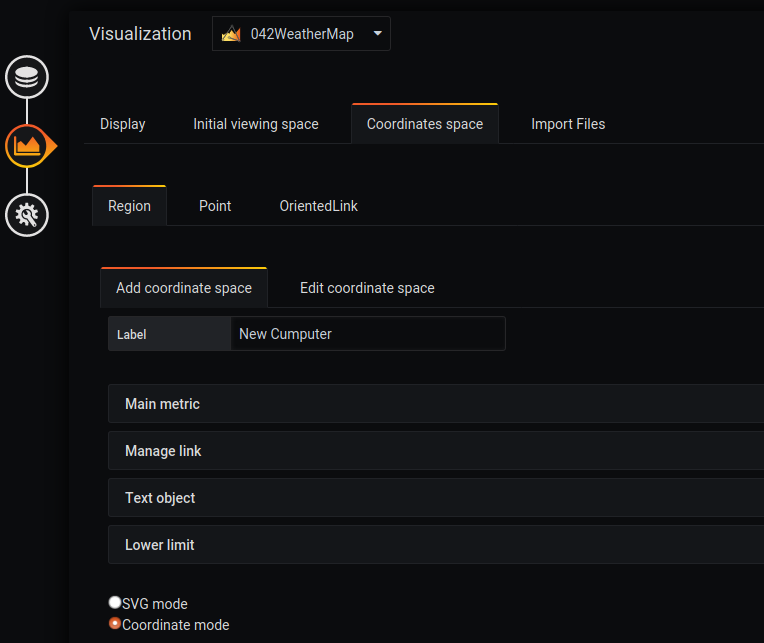 Visualization 042WeatherMap
Display Initial viewing space Coordinates space Import Files
Region Point OrientedLink
Add coordinate space Edit coordinate space
Label New Cumputer
Main metric
Manage link
Text object
Lower limit
SVG mode
Coordinate mode